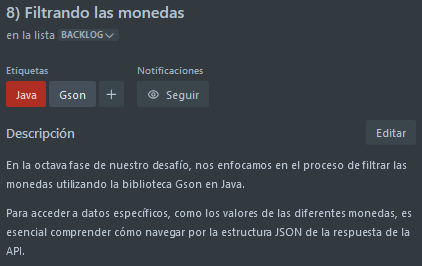 8) Filtrando las monedas
en la lista BACKLOG
Etiquetas Notificaciones
Java Gson + Seguir
Descripción Editar
En la octava fase de nuestro desafío, nos enfocamos en el proceso de filtrar las
monedas utilizando la biblioteca Gson en Java.
Para acceder a datos específicos, como los valores de las diferentes monedas, es
esencial comprender cómo navegar por la estructura JSON de la respuesta de la
API.